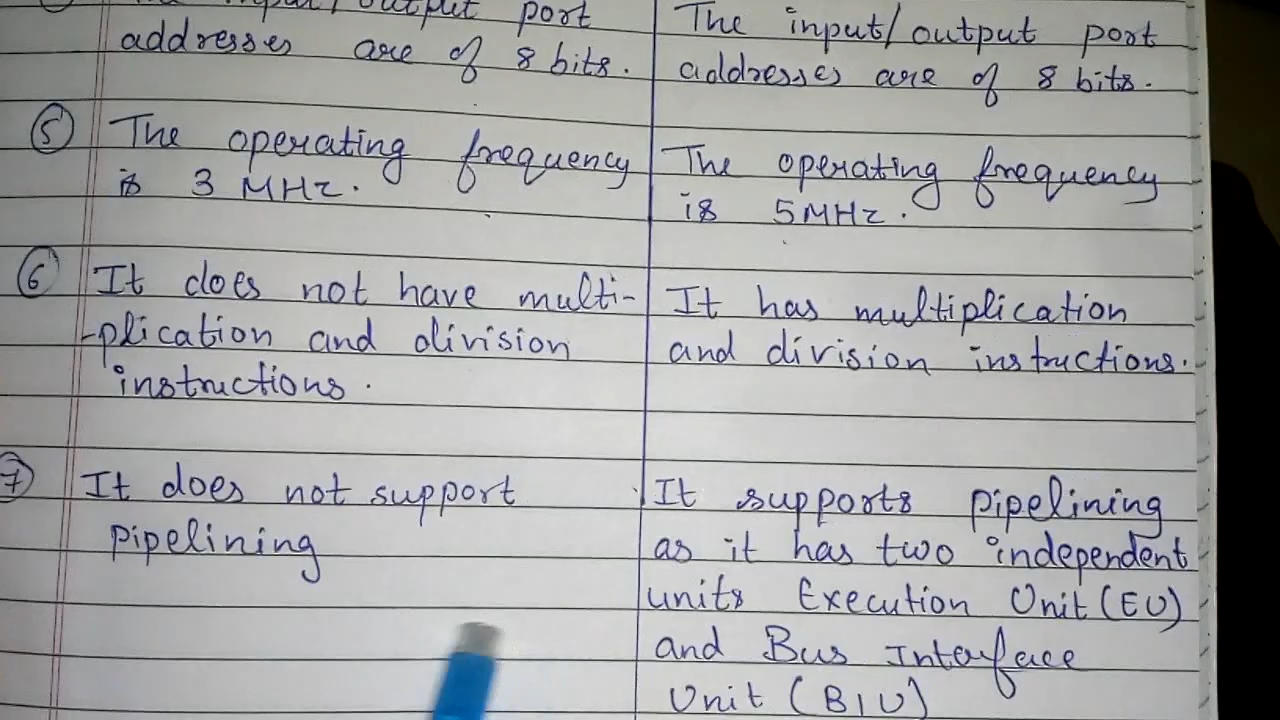 input/output port
addresses are of 8 bits.
The input/output port
addresses are of 8 bits.
5 The operating frequency
is 3 MHz.
The operating frequency
is 5MHz.
6 It does not have multi-
-plication and division
instructions.
It has multiplication
and division instructions.
7 It does not support
pipelining
It supports pipelining
as it has two independent
units Execution Unit (EU)
and Bus Interface
Unit (BIU)